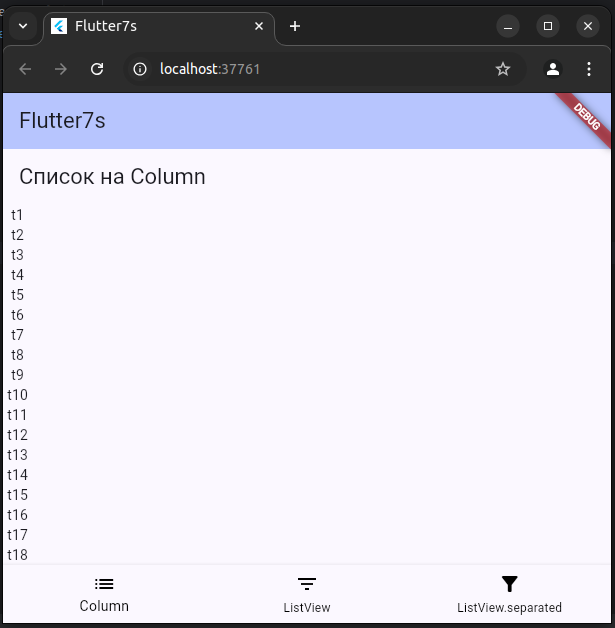 Flutter7s
localhost:37761
Flutter7s
DEBUG
Список на Column
t1
t2
t3
t4
t5
t6
t7
t8
t9
t10
t11
t12
t13
t14
t15
t16
t17
t18
Column
ListView
ListView.separated